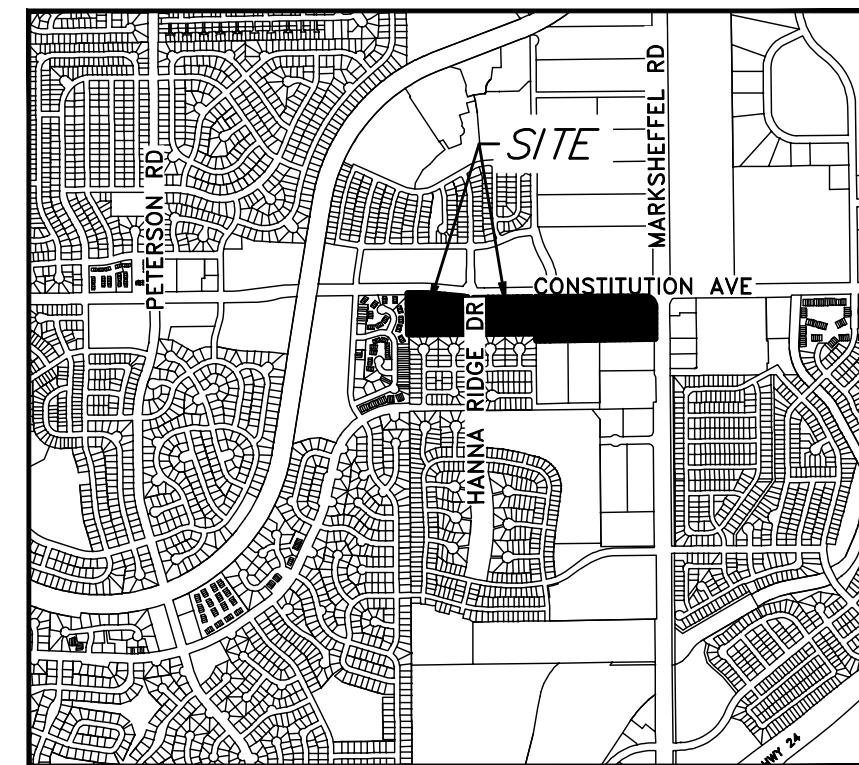 MARKSHEFFEL RD
SITE
PETERSON RD
CONSTITUTION AVE
HANNA RIDGE DR
HWY 24